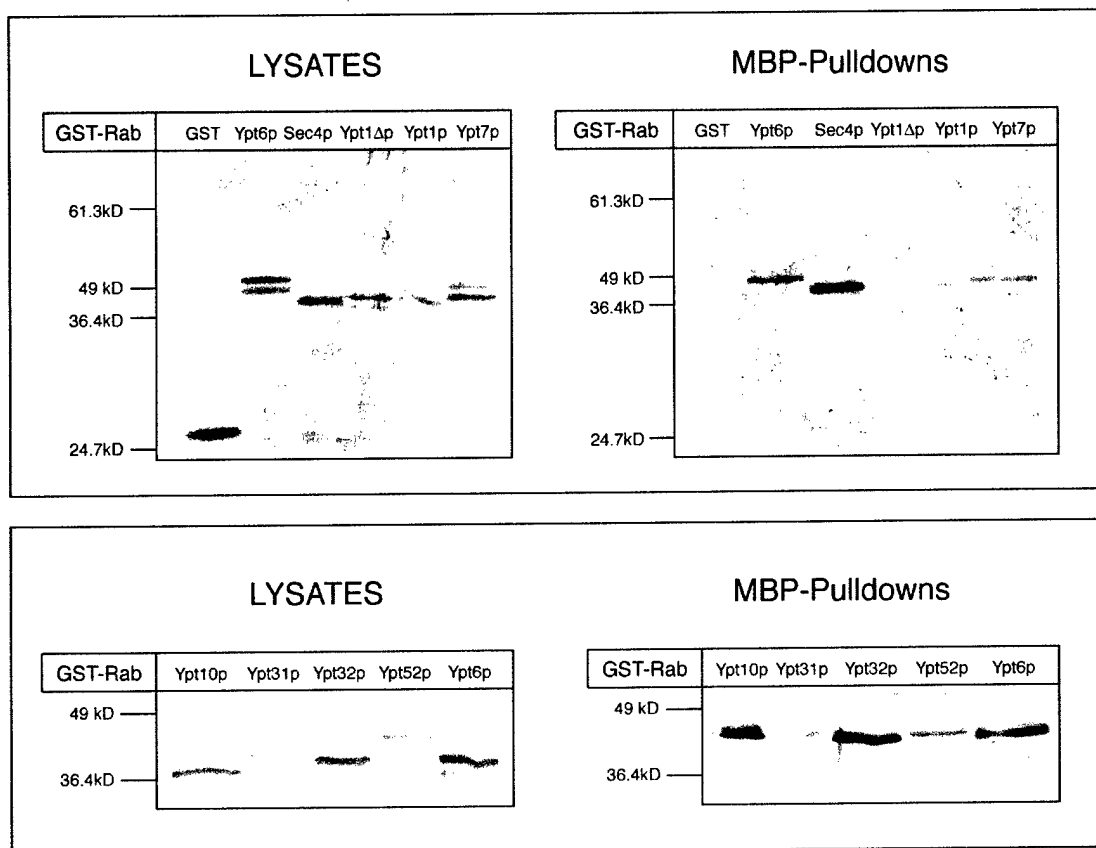 LYSATES
MBP-Pulldowns
GST-Rab GST Ypt6p Sec4p Ypt1Δp Ypt1p Ypt7p
61.3kD
49 kD
36.4kD
24.7kD
GST-Rab GST Ypt6p Sec4p Ypt1Δp Ypt1p Ypt7p
61.3kD
49 kD
36.4kD
24.7kD
LYSATES
MBP-Pulldowns
GST-Rab Ypt10p Ypt31p Ypt32p Ypt52p Ypt6p
49 kD
36.4kD
GST-Rab Ypt10p Ypt31p Ypt32p Ypt52p Ypt6p
49 kD
36.4kD